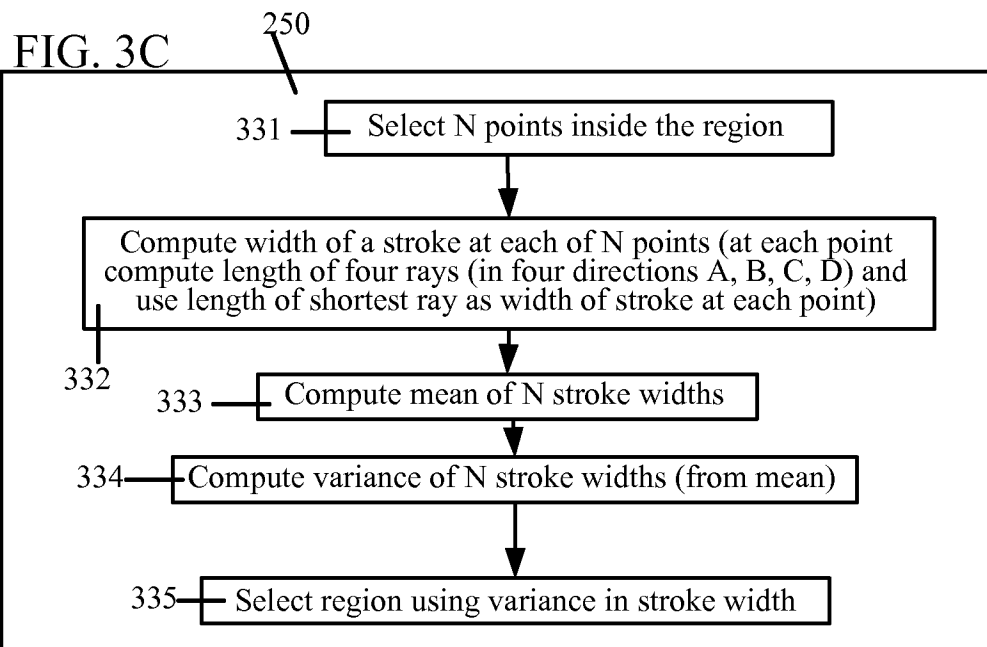 FIG. 3C
250
331
Select N points inside the region
Compute width of a stroke at each of N points (at each point
compute length of four rays (in four directions A, B, C, D) and
use length of shortest ray as width of stroke at each point)
332
333
Compute mean of N stroke widths
334
Compute variance of N stroke widths (from mean)
335
Select region using variance in stroke width